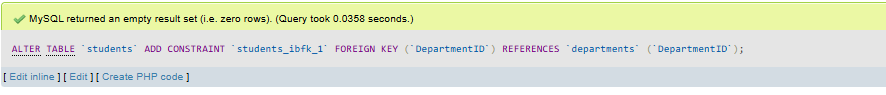 MySQL returned an empty result set (i.e. zero rows). (Query took 0.0358 seconds.)
ALTER TABLE `students` ADD CONSTRAINT `students_ibfk_1` FOREIGN KEY (`DepartmentID`) REFERENCES `departments` (`DepartmentID`);
[ Edit inline ] [ Edit ] [ Create PHP code ]